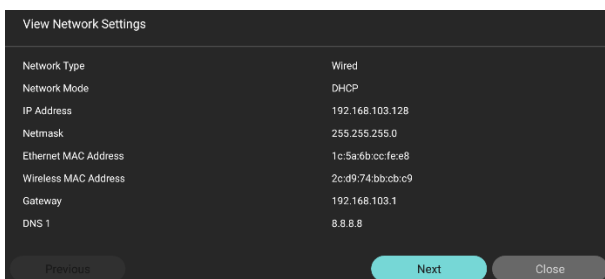 View Network Settings
Network Type Wired
Network Mode DHCP
IP Address 192.168.103.128
Netmask 255.255.255.0
Ethernet MAC Address 1c:5a:6b:cc:fe:e8
Wireless MAC Address 2c:d9:74:bb:cb:c9
Gateway 192.168.103.1
DNS 1 8.8.8.8
Previous Next Close